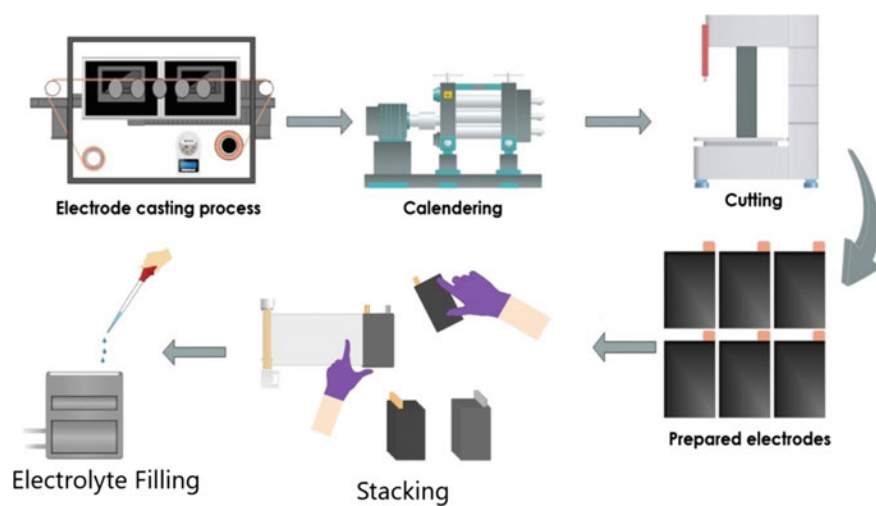 Electrode casting process
Calendering
Cutting
Prepared electrodes
Stacking
Electrolyte Filling